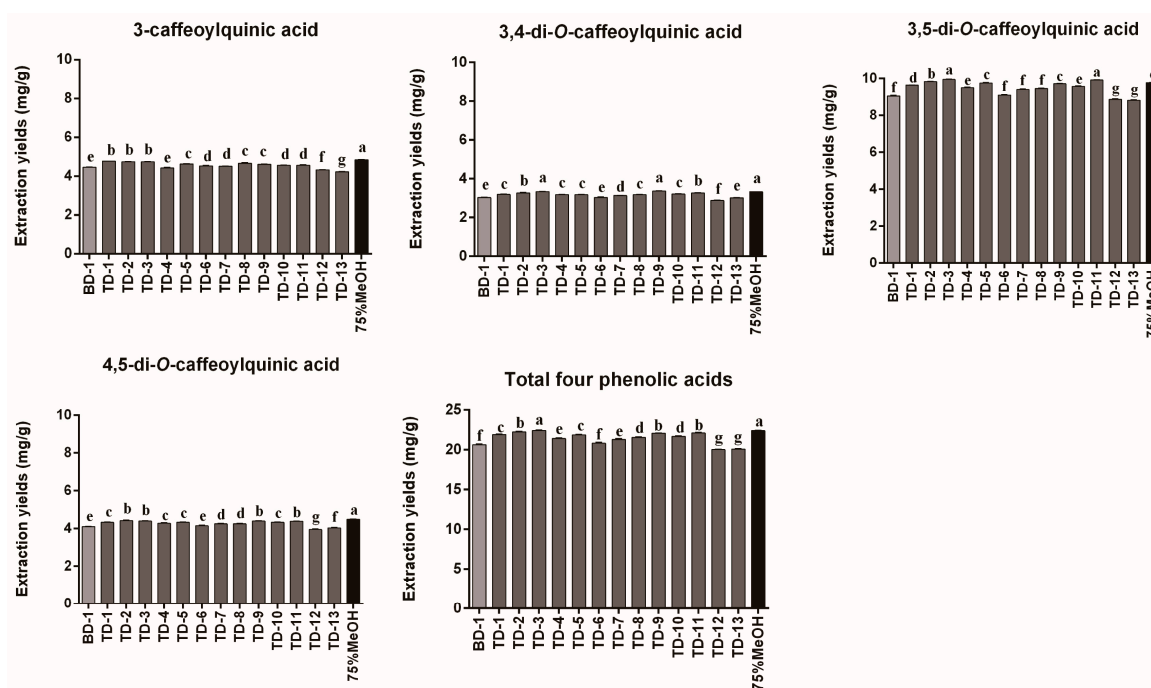 3-caffeoylquinic acid
Extraction yields (mg/g)
10
8
6
4
2
0
e b b b e c d d c c d d f g a
BD-1 TD-1 TD-2 TD-3 TD-4 TD-5 TD-6 TD-7 TD-8 TD-9 TD-10 TD-11 TD-12 TD-13 75%MeOH
3,4-di-O-caffeoylquinic acid
Extraction yields (mg/g)
10
8
6
4
2
0
e c b a c c e d c a c b f e a
BD-1 TD-1 TD-2 TD-3 TD-4 TD-5 TD-6 TD-7 TD-8 TD-9 TD-10 TD-11 TD-12 TD-13 75%MeOH
3,5-di-O-caffeoylquinic acid
Extraction yields (mg/g)
10
8
6
4
2
0
f d b a e c f f f c e a g g
BD-1 TD-1 TD-2 TD-3 TD-4 TD-5 TD-6 TD-7 TD-8 TD-9 TD-10 TD-11 TD-12 TD-13 75%MeOH
4,5-di-O-caffeoylquinic acid
Extraction yields (mg/g)
10
8
6
4
2
0
e c b b c c e d d b c b g f a
BD-1 TD-1 TD-2 TD-3 TD-4 TD-5 TD-6 TD-7 TD-8 TD-9 TD-10 TD-11 TD-12 TD-13 75%MeOH
Total four phenolic acids
Extraction yields (mg/g)
25
20
15
10
5
0
f c b a e c f e d b d b g g a
BD-1 TD-1 TD-2 TD-3 TD-4 TD-5 TD-6 TD-7 TD-8 TD-9 TD-10 TD-11 TD-12 TD-13 75%MeOH